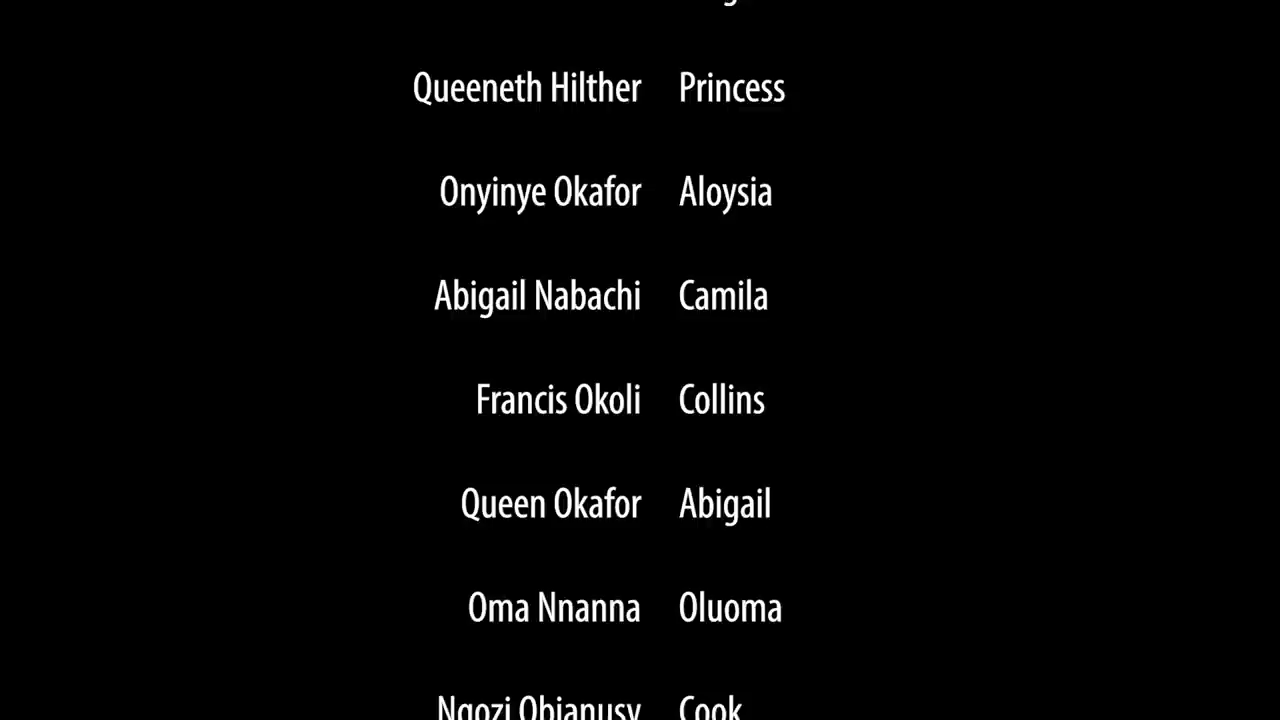 Queeneth Hilther Princess
Onyinye Okafor Aloysia
Abigail Nabachi Camila
Francis Okoli Collins
Queen Okafor Abigail
Oma Nnanna Oluoma
Ngozi Obianusy Cook